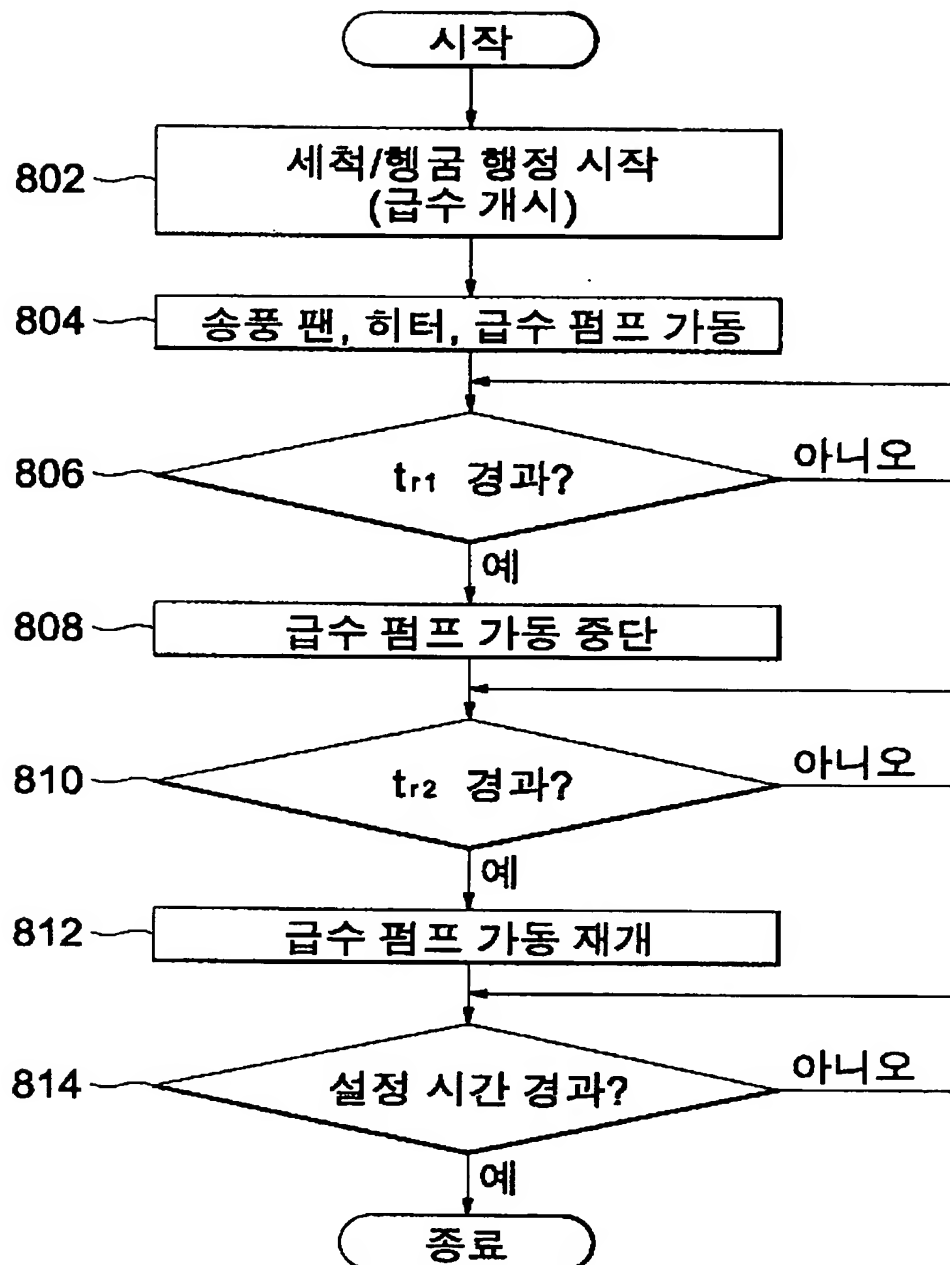 시작
802
세척/헹굼 행정 시작
(급수 개시)
804
송풍 팬, 히터, 급수 펌프 가동
806
tr1 경과?
아니오
예
808
급수 펌프 가동 중단
810
tr2 경과?
아니오
예
812
급수 펌프 가동 재개
814
설정 시간 경과?
아니오
예
종료